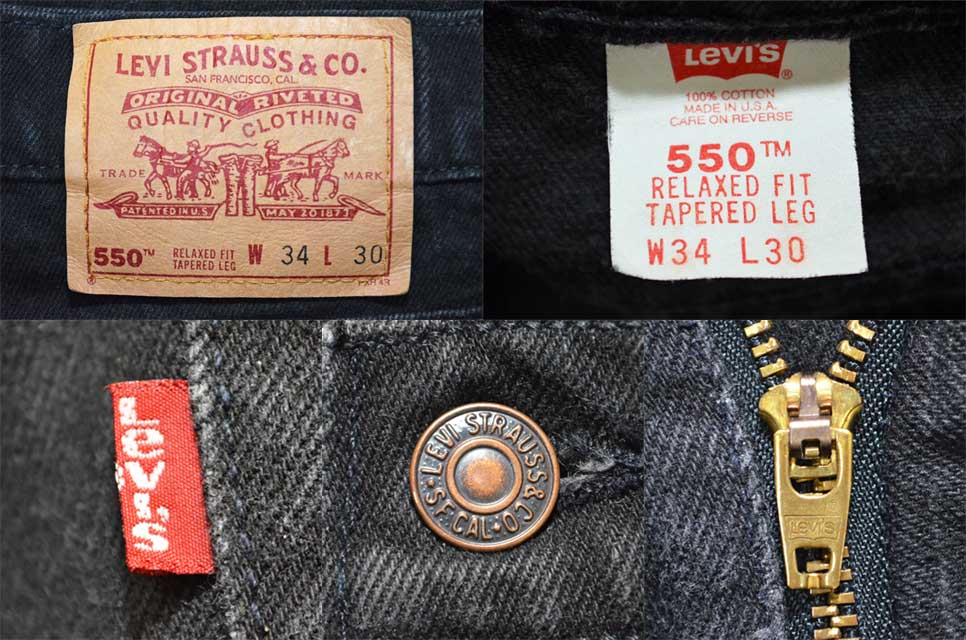 LEVI STRAUSS & CO.
SAN FRANCISCO, CAL.
ORIGINAL RIVETED
QUALITY CLOTHING
TRADE MARK
PATENTED IN U.S. MAY 20 1873
550™ RELAXED FIT W 34 L 30
TAPERED LEG
®
Levi's®
100% COTTON
MADE IN U.S.A.
CARE ON REVERSE
550™
RELAXED FIT
TAPERED LEG
W34 L30
LEVI'S
LEVI STRAUSS & CO
S.F. CAL
Levi's